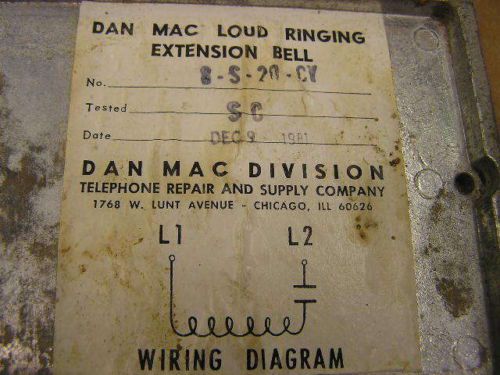 DAN MAC LOUD RINGING
EXTENSION BELL
No. 8-S-20-CY
Tested SC
Date DEC 9 1981
DAN MAC DIVISION
TELEPHONE REPAIR AND SUPPLY COMPANY
1768 W. LUNT AVENUE - CHICAGO, ILL 60626
L1 L2
WIRING DIAGRAM